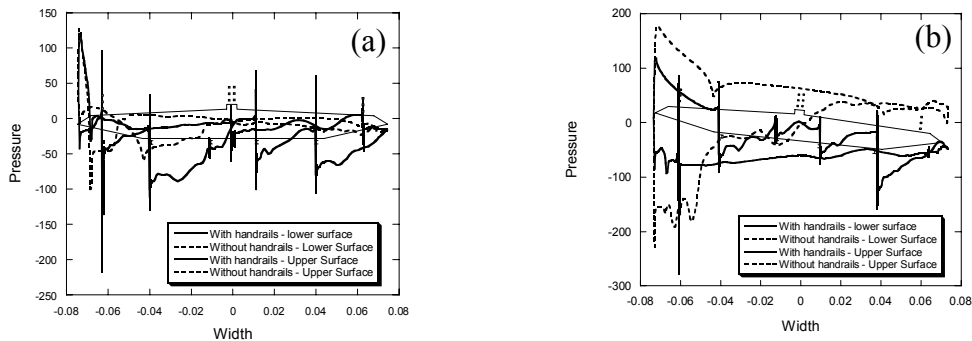 (a)
150
100
50
0
-50
-100
-150
-200
250
Pressure
With handrails - lower surface
Without handrails - Lower Surface
With handrails - Upper Surface
Without handrails - Upper Surface
-0.08 -0.06 -0.04 -0.02 0 0.02 0.04 0.06 0.08
Width
(b)
200
100
0
-100
-200
-300
Pressure
With handrails - lower surface
Without handrails - Lower Surface
With handrails - Upper Surface
Without handrails - Upper Surface
-0.08 -0.06 -0.04 -0.02 0 0.02 0.04 0.06 0.08
Width